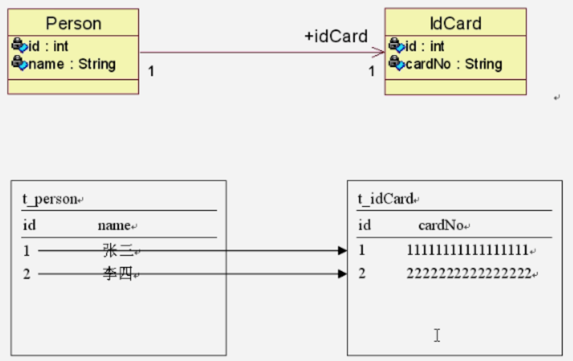 Person
id : int
name : String
+idCard
1
1
IdCard
id : int
cardNo : String
t_person
id name
1 张三
2 李四
t_idCard
id cardNo
1 11111111111111111
2 2222222222222222